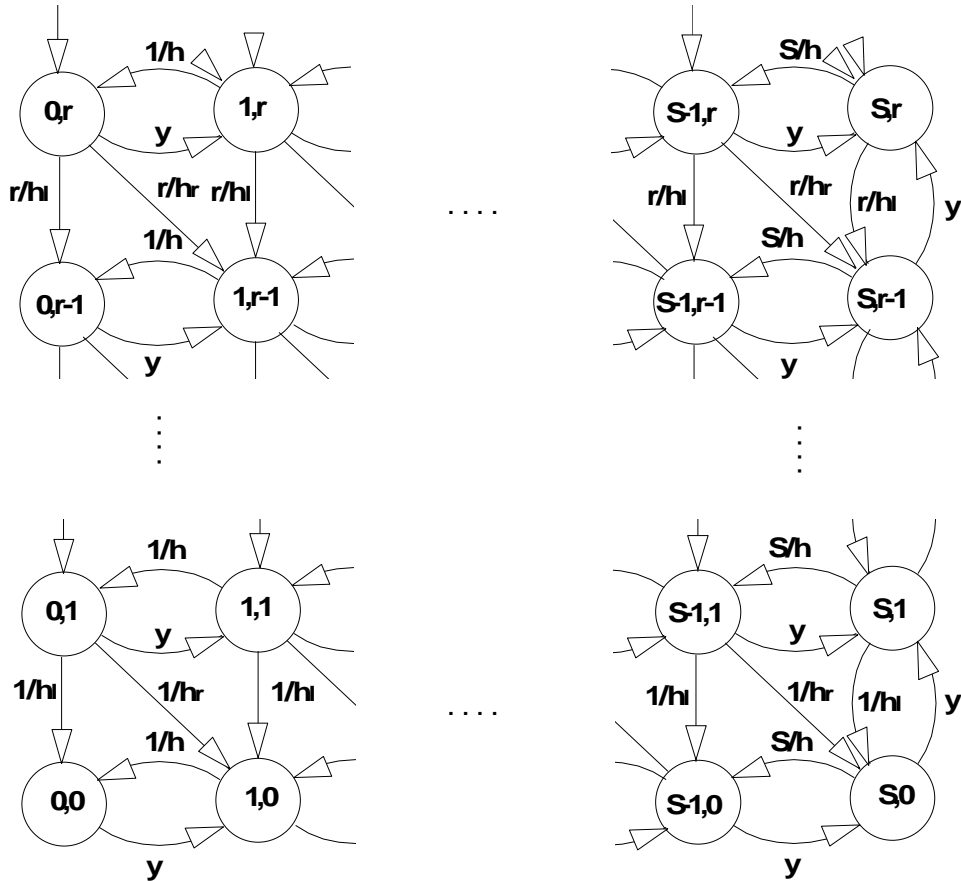 1/h S/h
0,r 1,r S-1,r S,r
y y
r/hl r/hr r/hl r/hl r/hr r/hl y
. . . .
1/h S/h
0,r-1 1,r-1 S-1,r-1 S,r-1
y y
1/h S/h
0,1 1,1 S-1,1 S,1
y y
1/hl 1/hr 1/hl 1/hl 1/hr 1/hl y
. . . .
1/h S/h
0,0 1,0 S-1,0 S,0
y y